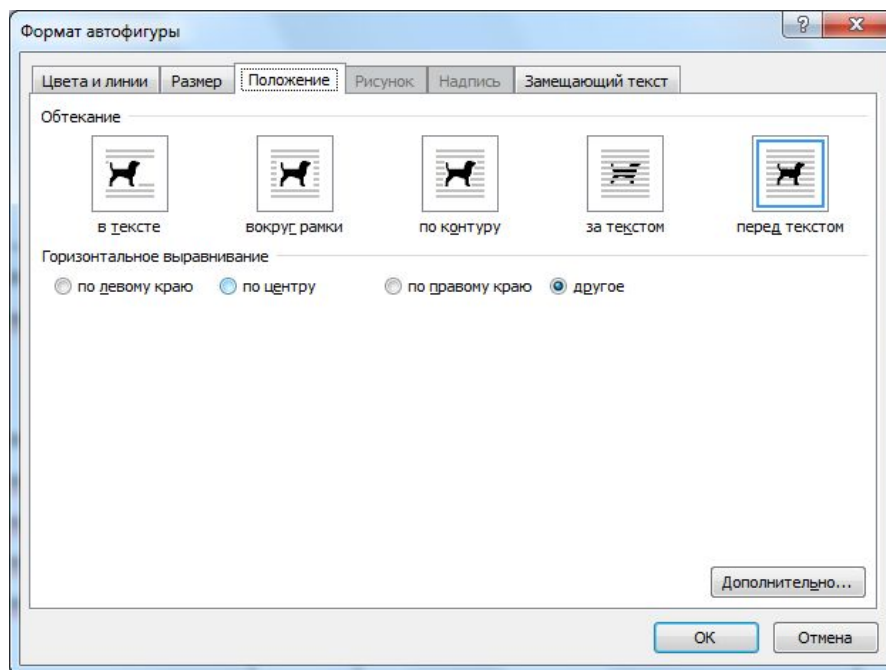 Формат автофигуры
Цвета и линии Размер Положение Рисунок Надпись Замещающий текст
Обтекание
в тексте вокруг рамки по контуру за текстом перед текстом
Горизонтальное выравнивание
по левому краю по центру по правому краю другое
Дополнительно...
ОК Отмена